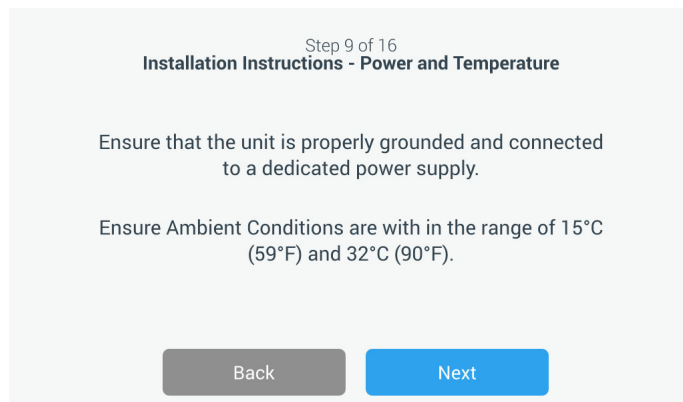 Step 9 of 16
Installation Instructions - Power and Temperature
Ensure that the unit is properly grounded and connected
to a dedicated power supply.
Ensure Ambient Conditions are with in the range of 15°C
(59°F) and 32°C (90°F).
Back
Next